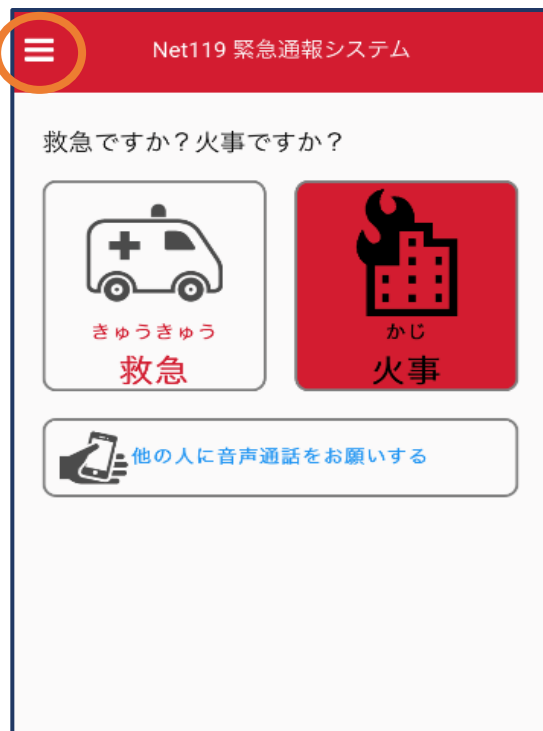 Net119 緊急通報システム
救急ですか？火事ですか？
きゅうきゅう
救急
かじ
火事
他の人に音声通話をお願いする